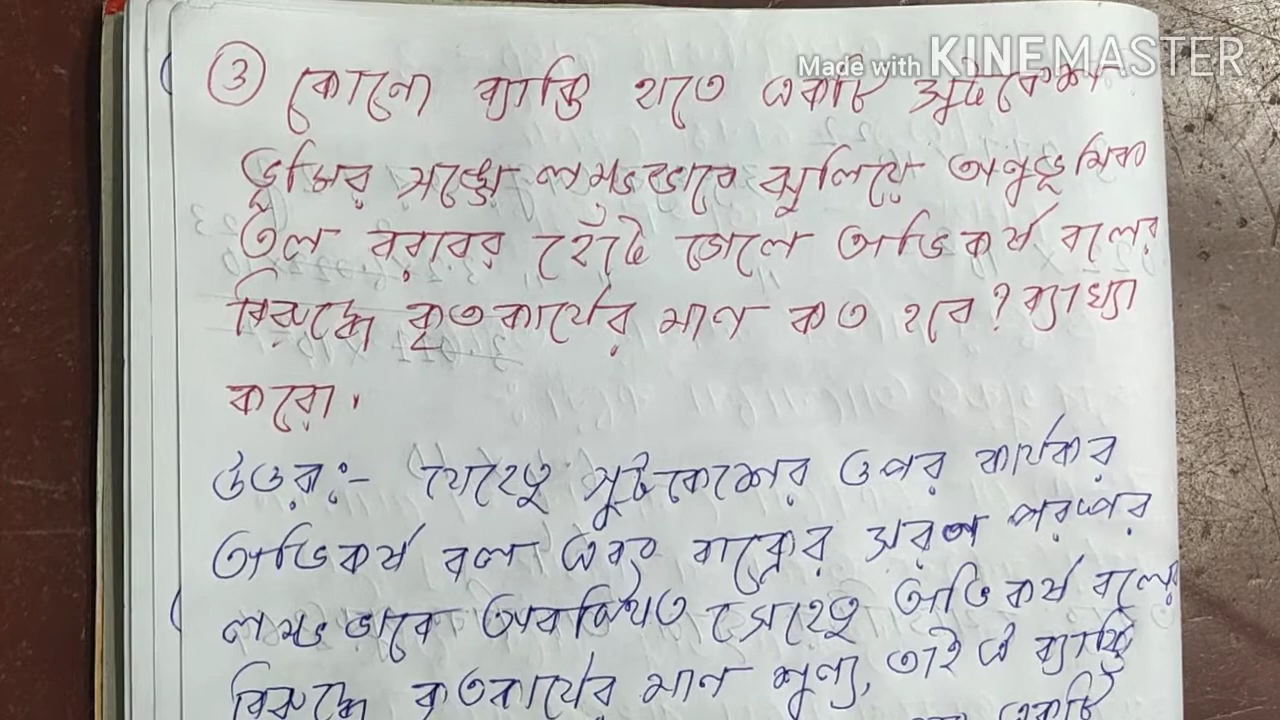 Made with KINEMASTER
③ কোনো ব্যাক্তি হাতে একটি সুটকেশ
ভূমির সঙ্গে লম্বভাবে ঝুলিয়ে অনুভূমিক
তল বরাবর হেঁটে গেলে অভিকর্ষ বলের
বিরুদ্ধে কৃতকার্যের মান কত হবে? ব্যাখ্যা
করো।
উত্তর:- যেহেতু সুটকেশের ওপর কার্যকর
অভিকর্ষ বল এবং বাক্সের সরণ পরস্পর
লম্ব ভাবে অবস্থিত সেহেতু অভিকর্ষ বলের
বিরুদ্ধে কৃতকার্যের মান শূন্য, তাই ঐ ব্যাক্তি
একটি